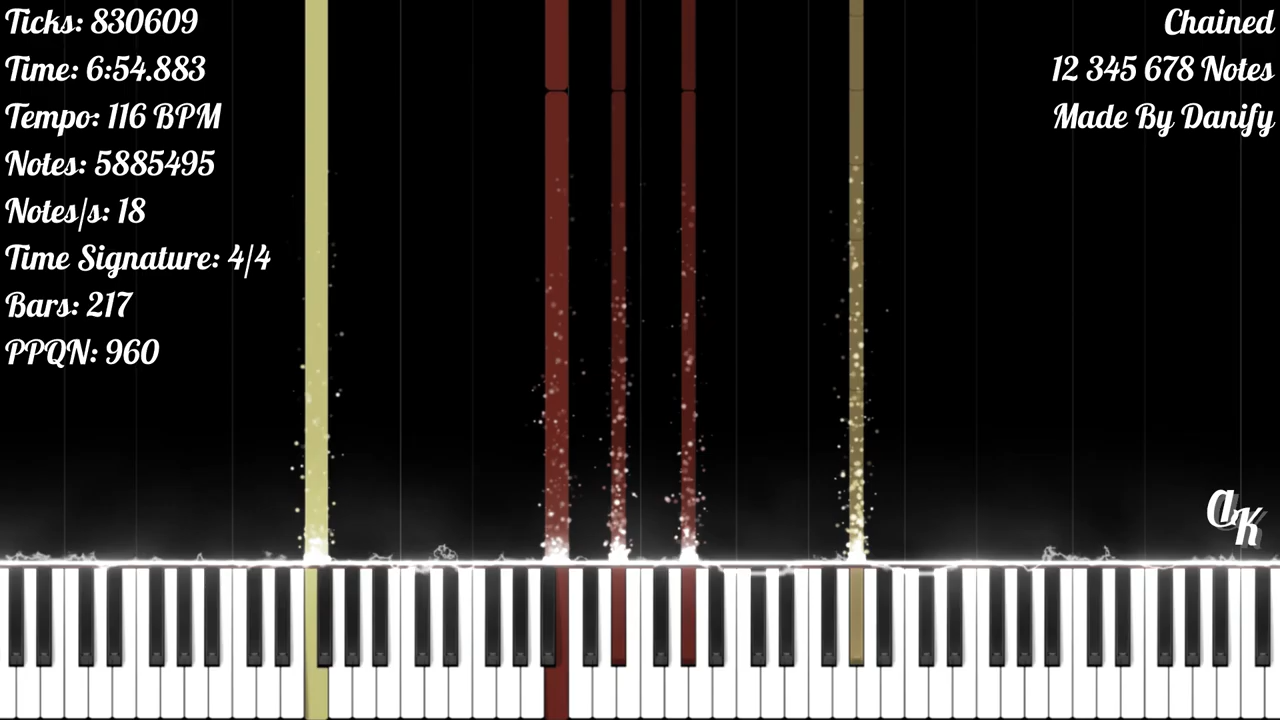 Ticks: 830609
Time: 6:54.883
Tempo: 116 BPM
Notes: 5885495
Notes/s: 18
Time Signature: 4/4
Bars: 217
PPQN: 960
Chained
12 345 678 Notes
Made By Danify
aK